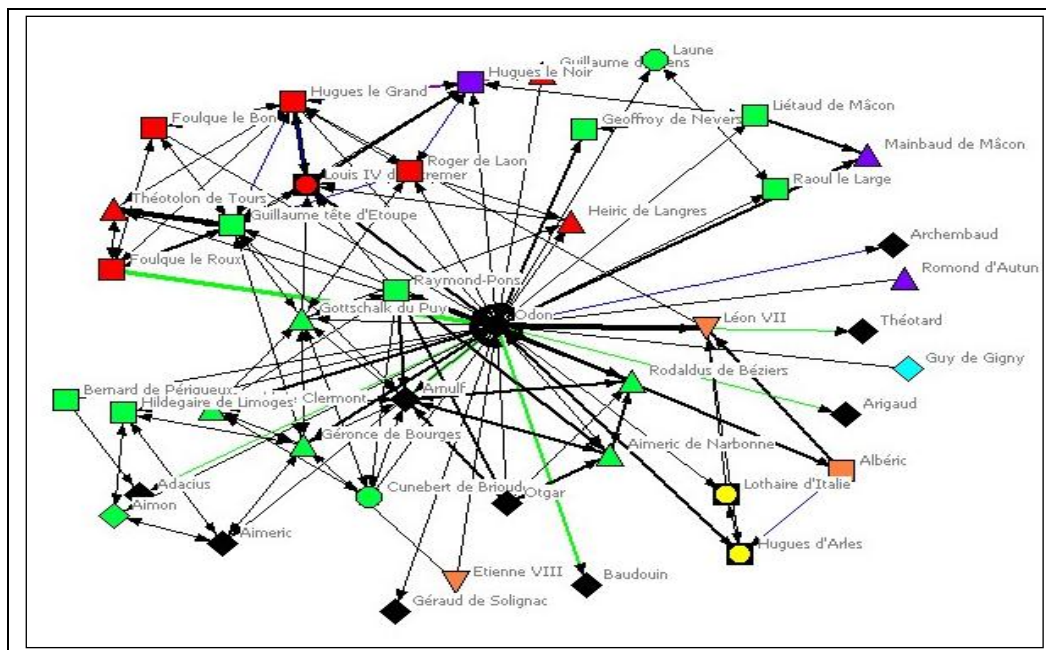 Laune
Guillaume
Hugues le Noir
Hugues le Grand
Liétaud de Mâcon
Foulque le Bon
Geoffroy de Nevers
Mainbaud de Mâcon
Roger de Laon
Louis IV
Raoul le Large
Théotolon de Tours
Guillaume tête d'Etoupe
Heiric de Langres
Archembaud
Foulque le Roux
Romond d'Autun
Raymond-Pons
Gottschalk du Puy
Odon
Léon VII
Théotard
Guy de Gigny
Rodaldus de Béziers
Bernard de Périgueux
Arnulf
Clermont
Hildegaire de Limoges
Arigaud
Géronce de Bourges
Aimeric de Narbonne
Albéric
Adacius
Cunebert de Brioude
Otgar
Lothaire d'Italie
Aimon
Aimeric
Hugues d'Arles
Etienne VIII
Baudouin
Géraud de Solignac